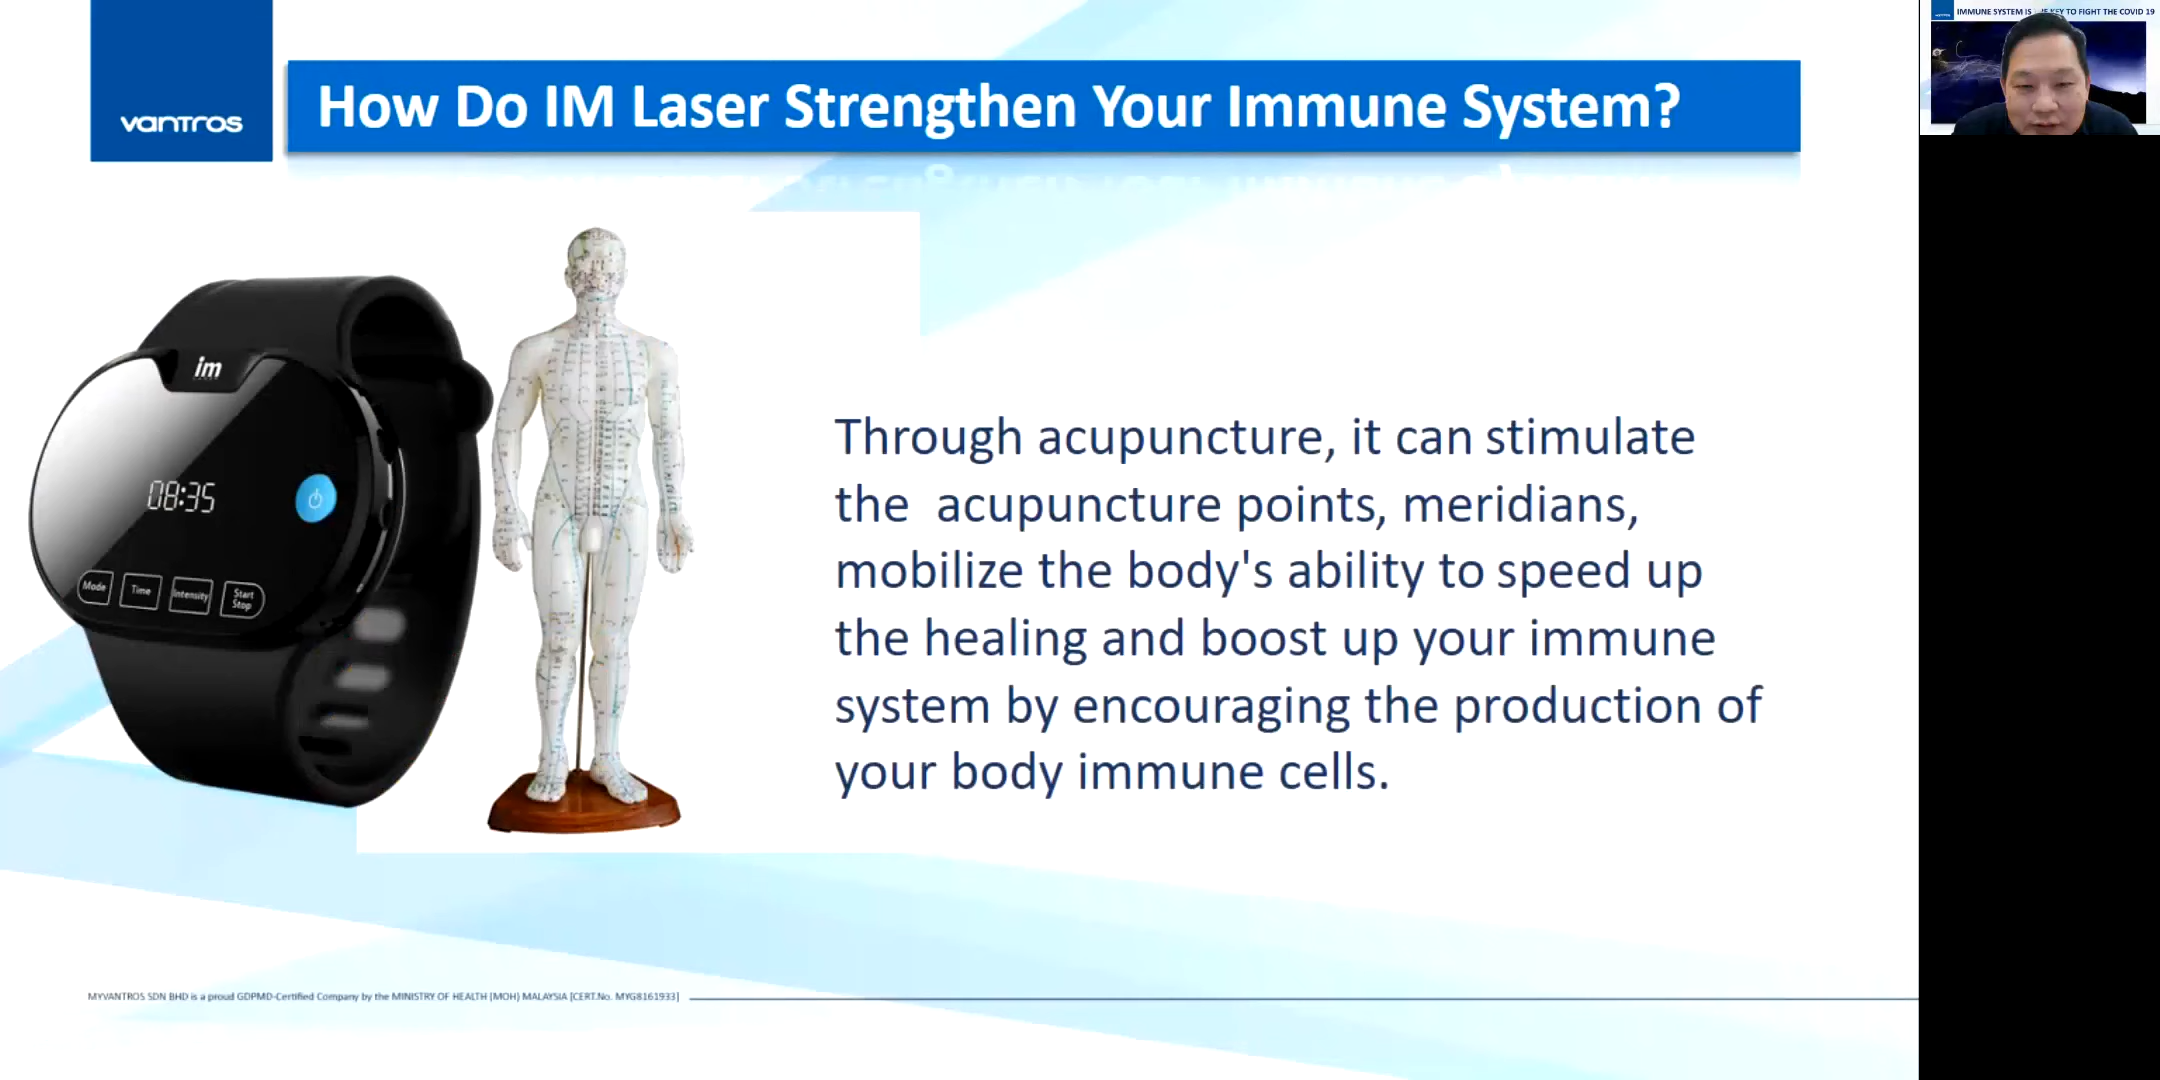 vantros
How Do IM Laser Strengthen Your Immune System?
im
08:35
Mode
Time
Intensity
Start
Stop
Through acupuncture, it can stimulate
the acupuncture points, meridians,
mobilize the body's ability to speed up
the healing and boost up your immune
system by encouraging the production of
your body immune cells.
MYVANTROS SDN BHD is a proud GDPMD-Certified Company by the MINISTRY OF HEALTH (MOH) MALAYSIA [CERT.No. MYG8161933]
IMMUNE SYSTEM IS KEY TO FIGHT THE COVID 19